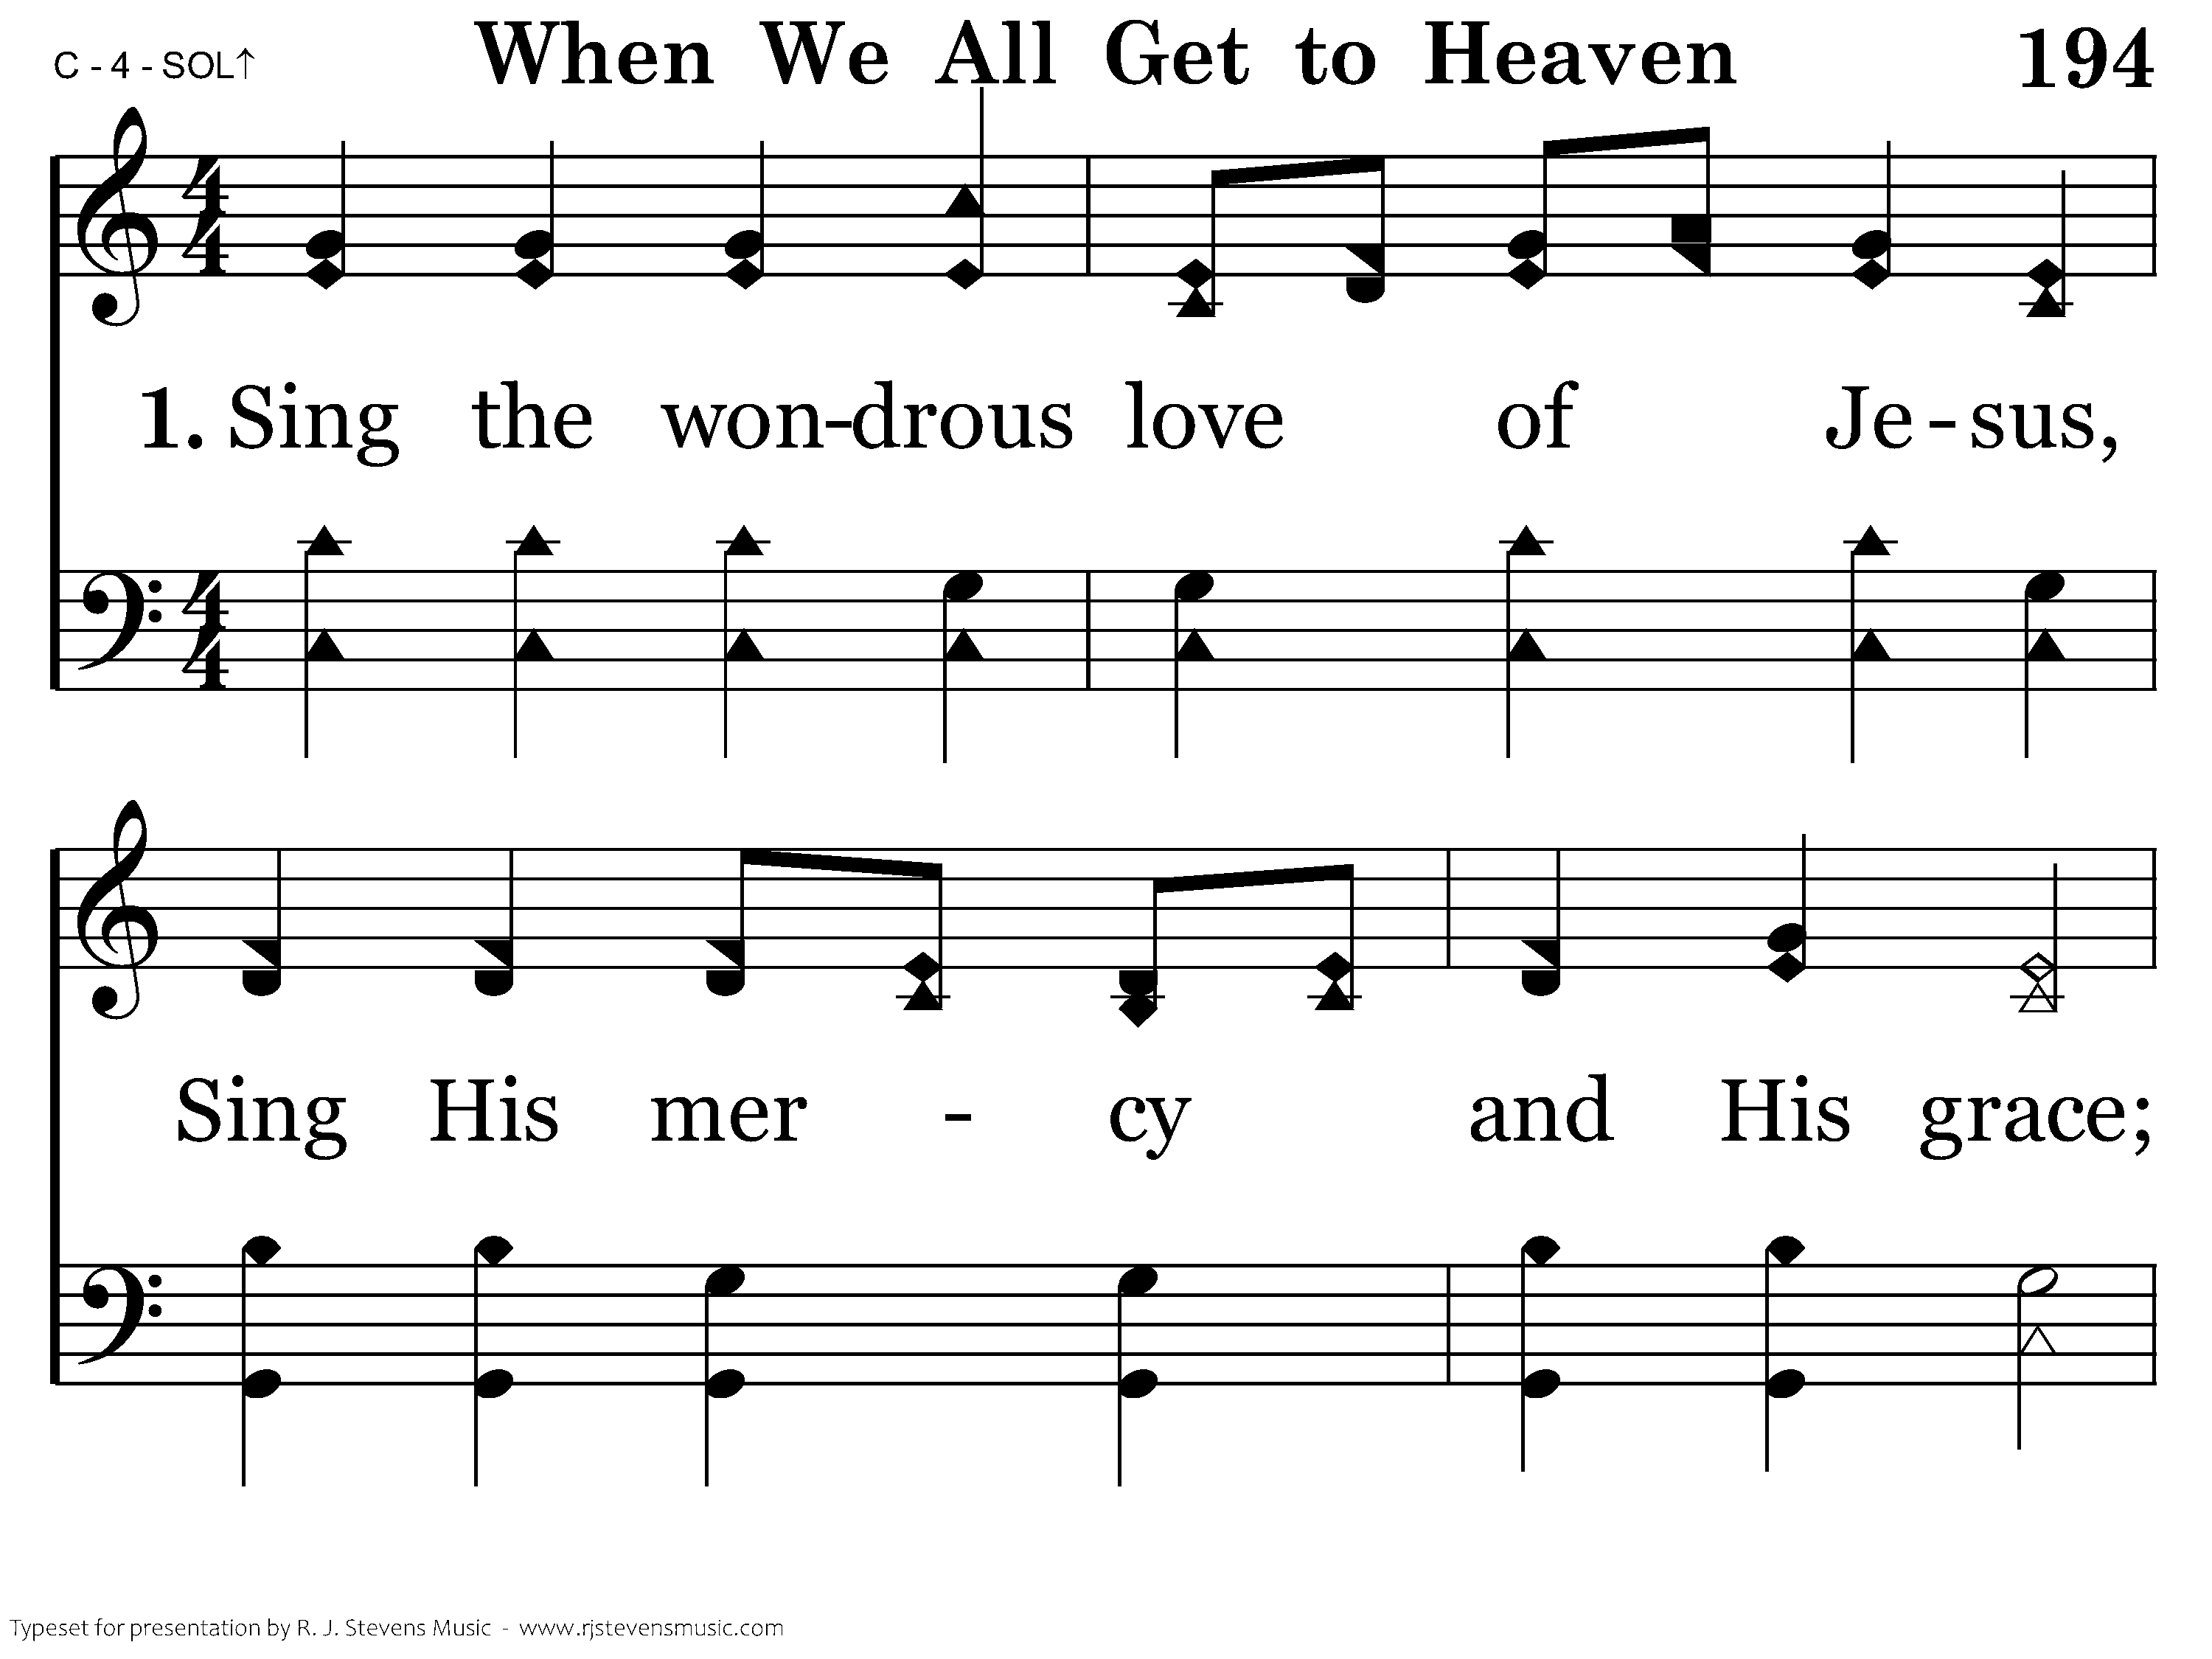 C - 4 - SOL↑ When We All Get to Heaven 194
1. Sing the won-drous love of Je - sus,
Sing His mer - cy and His grace;
Typeset for presentation by R. J. Stevens Music - www.rjstevensmusic.com